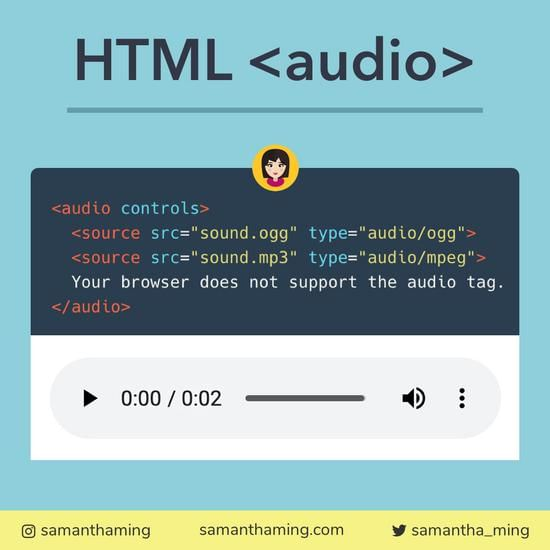 HTML <audio>
<audio controls>
<source src="sound.ogg" type="audio/ogg">
<source src="sound.mp3" type="audio/mpeg">
Your browser does not support the audio tag.
</audio>
0:00 / 0:02
samanthaming samanthaming.com samantha_ming